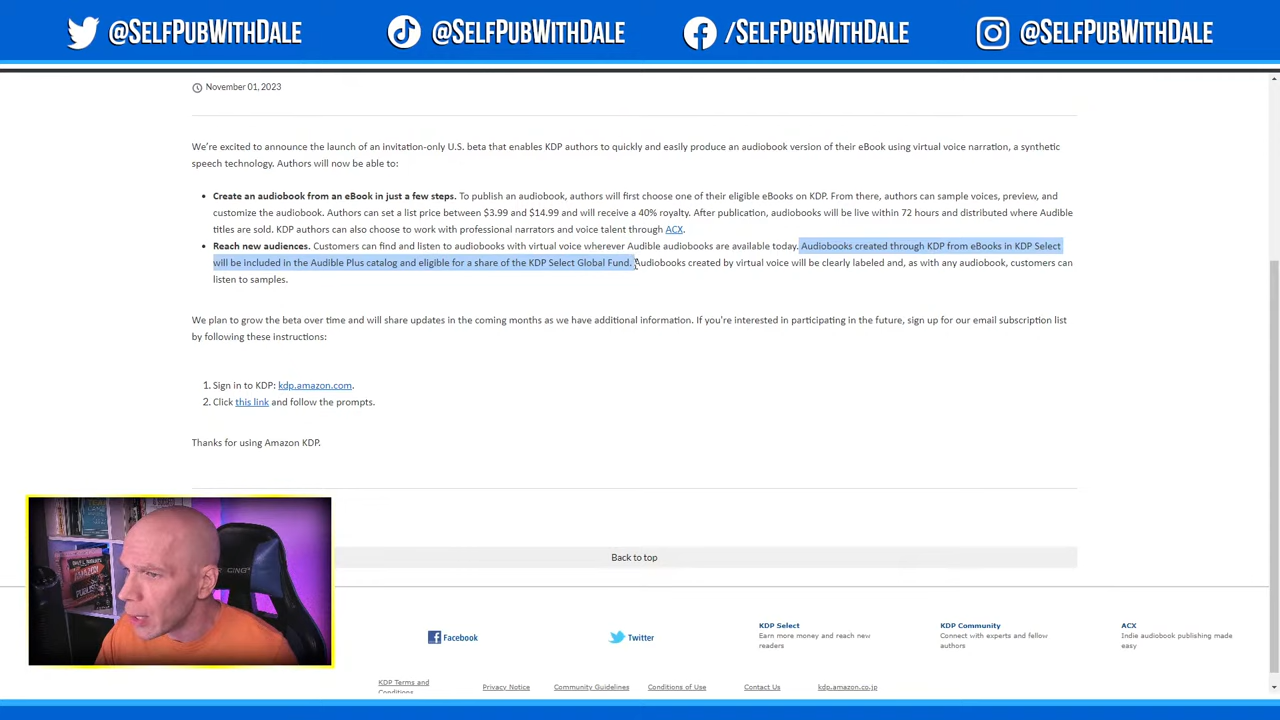 @SELFPUBWITHDALE @SELFPUBWITHDALE /SELFPUBWITHDALE @SELFPUBWITHDALE
November 01, 2023
We're excited to announce the launch of an invitation-only U.S. beta that enables KDP authors to quickly and easily produce an audiobook version of their eBook using virtual voice narration, a synthetic
speech technology. Authors will now be able to:
• Create an audiobook from an eBook in just a few steps. To publish an audiobook, authors will first choose one of their eligible eBooks on KDP. From there, authors can sample voices, preview, and
customize the audiobook. Authors can set a list price between $3.99 and $14.99 and will receive a 40% royalty. After publication, audiobooks will be live within 72 hours and distributed where Audible
titles are sold. KDP authors can also choose to work with professional narrators and voice talent through ACX.
• Reach new audiences. Customers can find and listen to audiobooks with virtual voice wherever Audible audiobooks are available today. Audiobooks created through KDP from eBooks in KDP Select
will be included in the Audible Plus catalog and eligible for a share of the KDP Select Global Fund. Audiobooks created by virtual voice will be clearly labeled and, as with any audiobook, customers can
listen to samples.
We plan to grow the beta over time and will share updates in the coming months as we have additional information. If you're interested in participating in the future, sign up for our email subscription list
by following these instructions:
1. Sign in to KDP: kdp.amazon.com.
2. Click this link and follow the prompts.
Thanks for using Amazon KDP.
Back to top
Facebook
Twitter
KDP Select
Earn more money and reach new
readers
KDP Community
Connect with experts and fellow
authors
ACX
Indie audiobook publishing made
easy
KDP Terms and
Conditions
Privacy Notice
Community Guidelines
Conditions of Use
Contact Us
kdp.amazon.co.jp